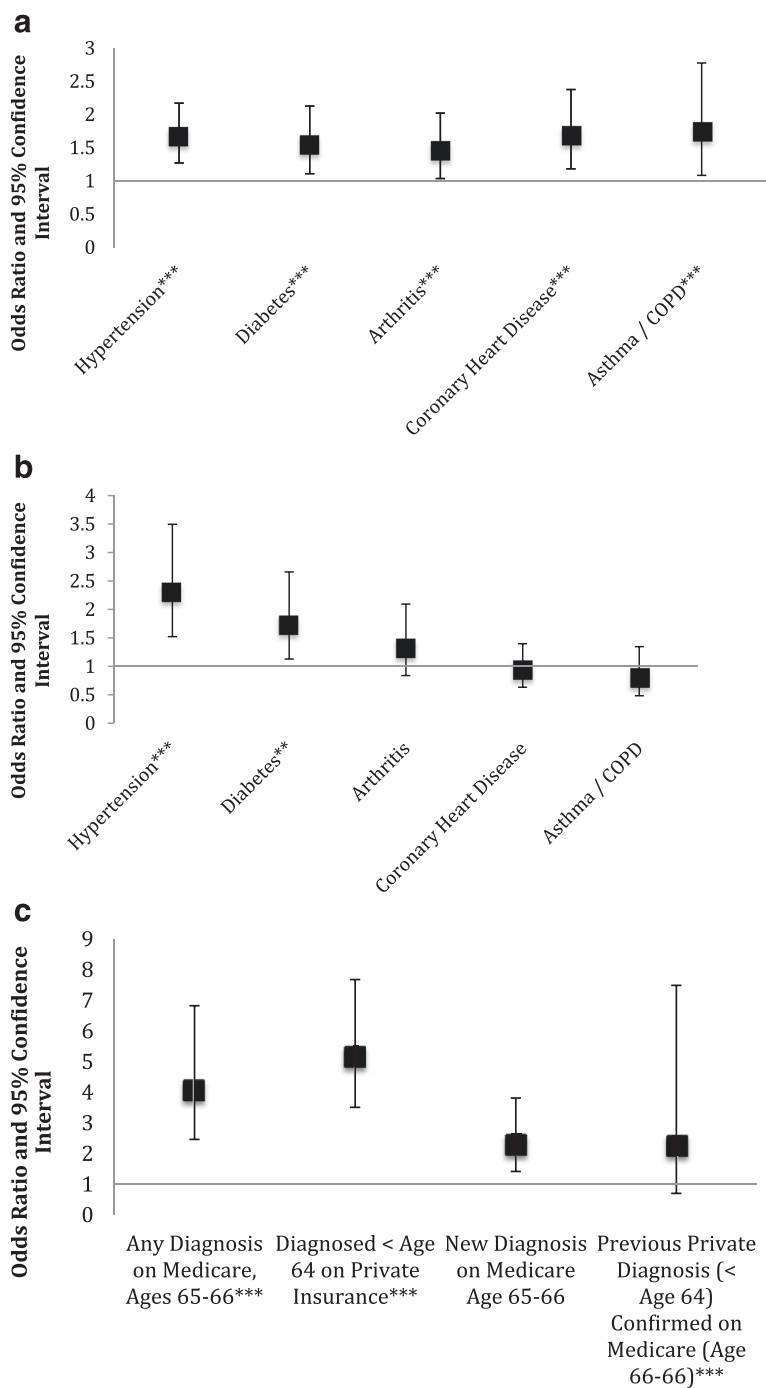 a
Odds Ratio and 95% Confidence
Interval
3
2.5
2
1.5
1
0.5
0
Hypertension***
Diabetes***
Arthritis***
Coronary Heart Disease***
Asthma / COPD***
b
Odds Ratio and 95% Confidence
Interval
4
3.5
3
2.5
2
1.5
1
0.5
0
Hypertension***
Diabetes**
Arthritis
Coronary Heart Disease
Asthma / COPD
c
Odds Ratio and 95% Confidence
Interval
9
8
7
6
5
4
3
2
1
0
Any Diagnosis
on Medicare,
Ages 65-66***
Diagnosed < Age
64 on Private
Insurance***
New Diagnosis
on Medicare
Age 65-66
Previous Private
Diagnosis (<
Age 64)
Confirmed on
Medicare (Age
66-66)***